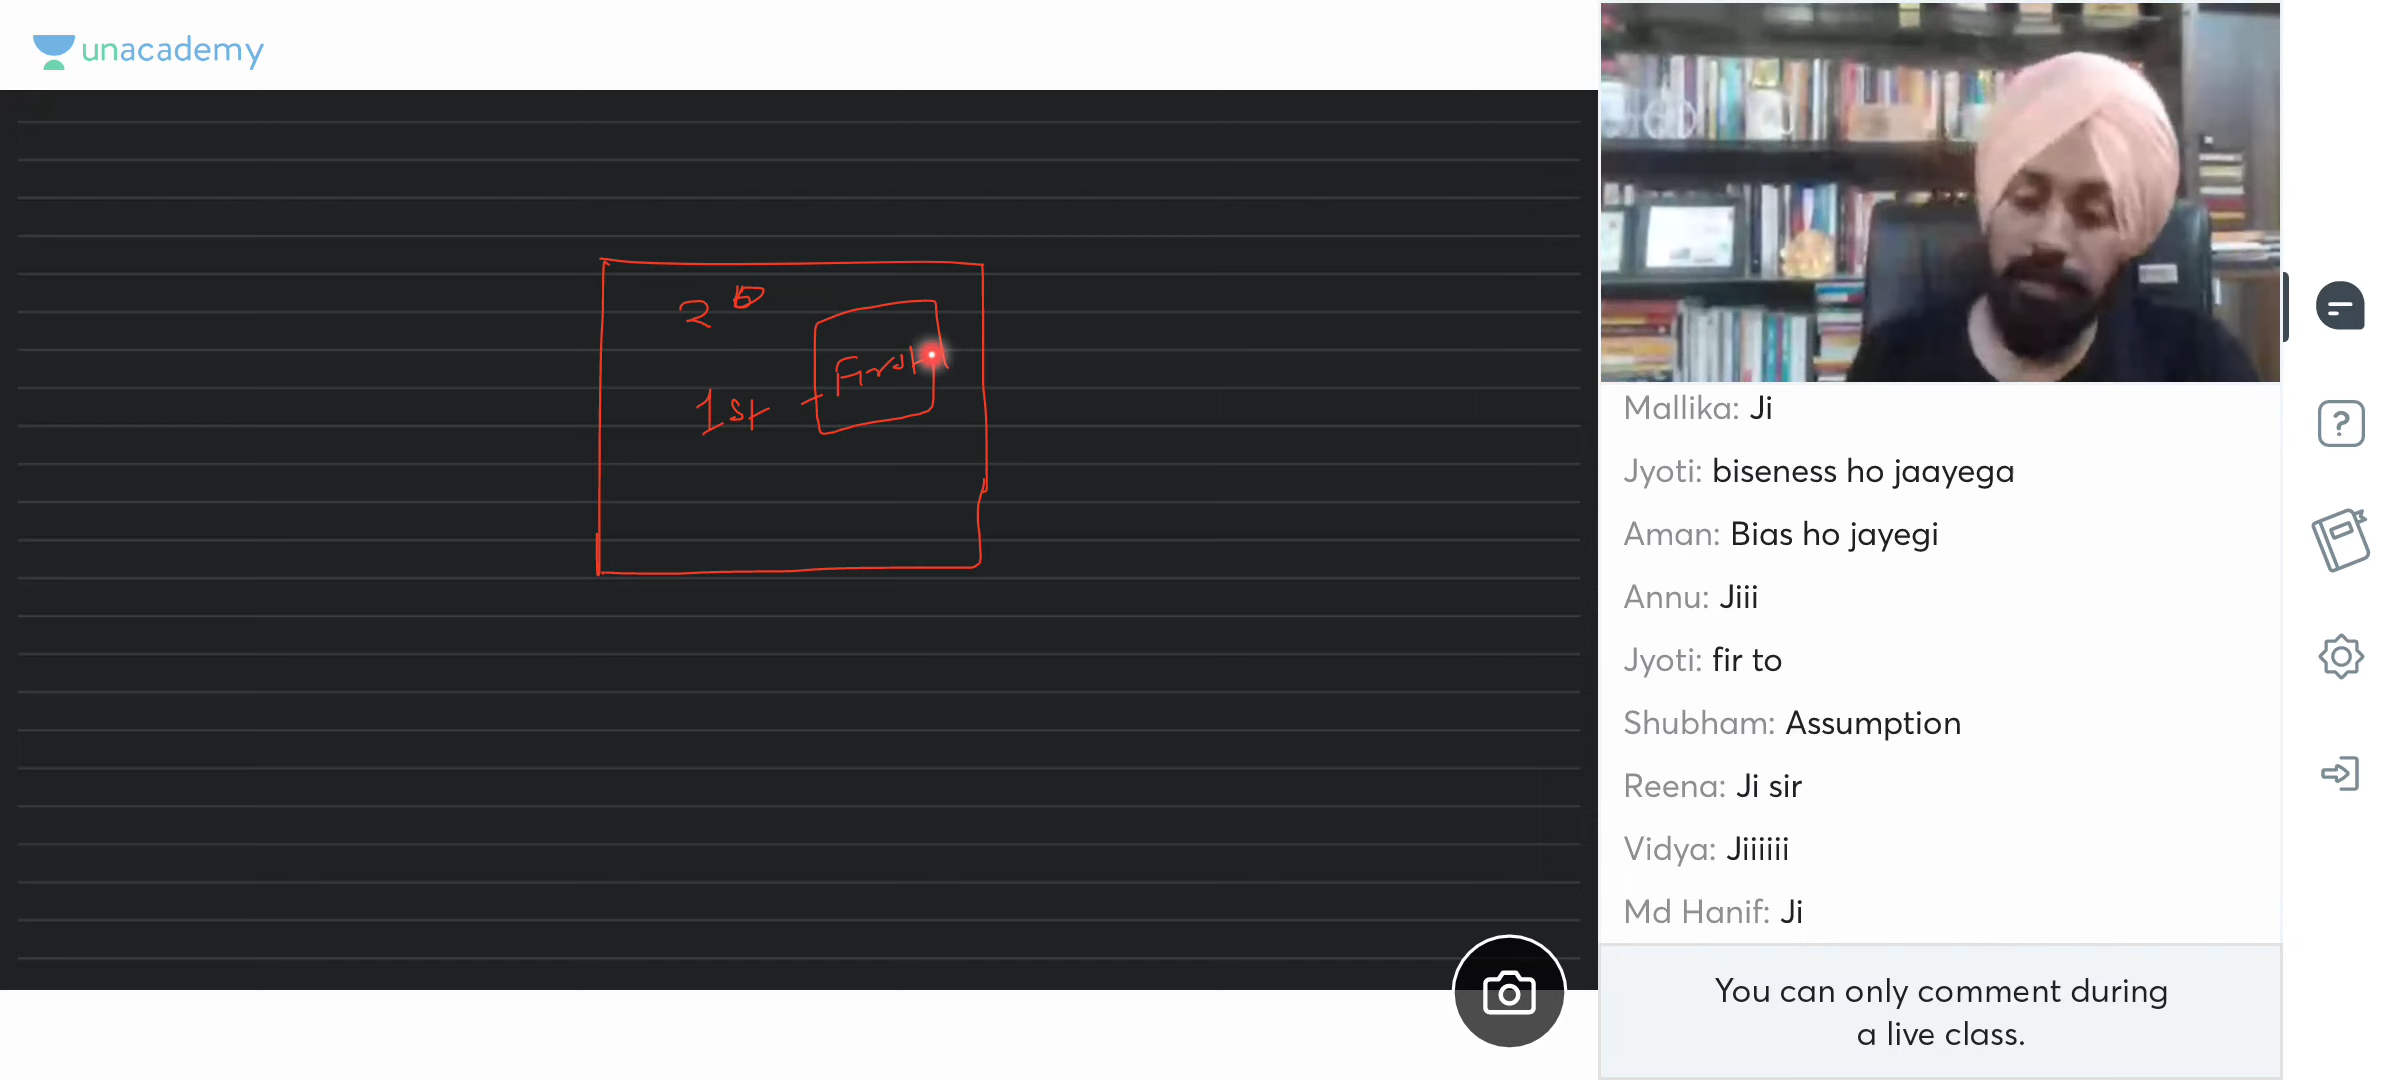 unacademy
2
1st - First
Mallika: Ji
Jyoti: biseness ho jaayega
Aman: Bias ho jayegi
Annu: Jiii
Jyoti: fir to
Shubham: Assumption
Reena: Ji sir
Vidya: Jiiiiii
Md Hanif: Ji
You can only comment during
a live class.